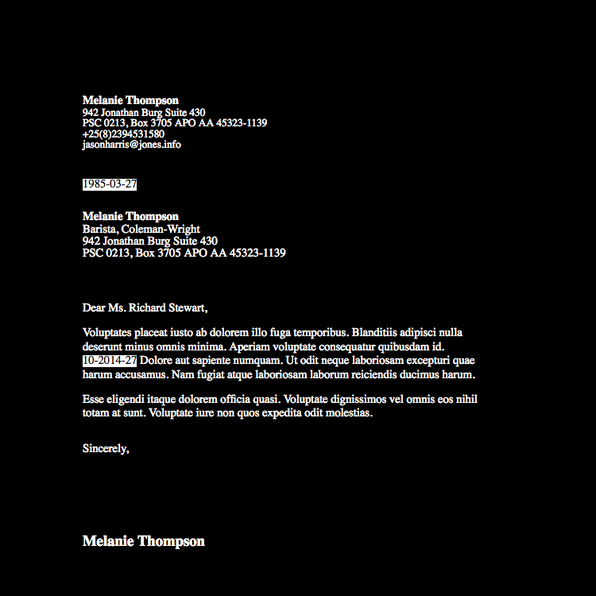 Melanie Thompson
942 Jonathan Burg Suite 430
PSC 0213, Box 3705 APO AA 45323-1139
+25(8)2394531580
jasonharris@jones.info
1985-03-27
Melanie Thompson
Barista, Coleman-Wright
942 Jonathan Burg Suite 430
PSC 0213, Box 3705 APO AA 45323-1139
Dear Ms. Richard Stewart,
Voluptates placeat iusto ab dolorem illo fuga temporibus. Blanditiis adipisci nulla
deserunt minus omnis minima. Aperiam voluptate consequatur quibusdam id.
10-2014-27 Dolore aut sapiente numquam. Ut odit neque laboriosam excepturi quae
harum accusamus. Nam fugiat atque laboriosam laborum reiciendis ducimus harum.
Esse eligendi itaque dolorem officia quasi. Voluptate dignissimos vel omnis eos nihil
totam at sunt. Voluptate iure non quos expedita odit molestias.
Sincerely,
Melanie Thompson